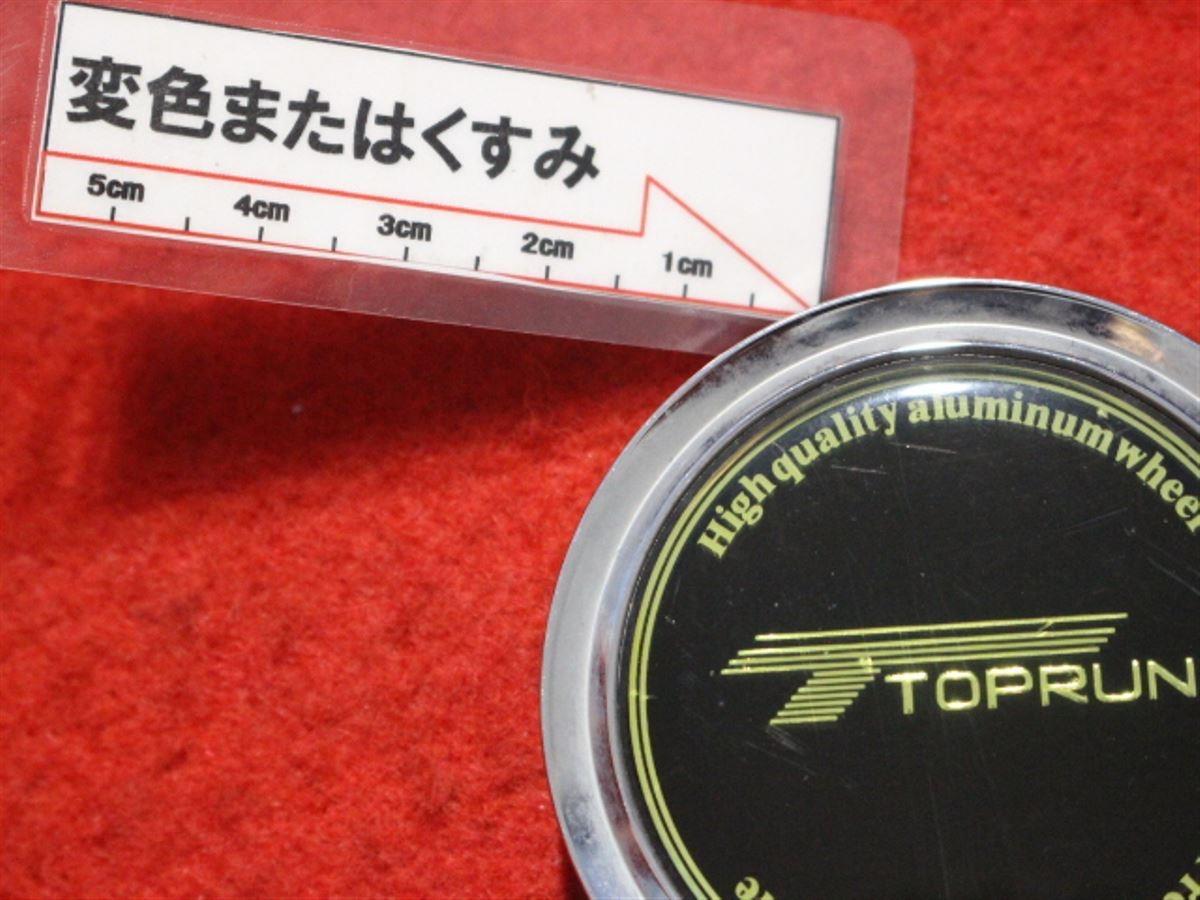 変色またはくすみ
5cm 4cm 3cm 2cm 1cm
High quality aluminum wheel
TOPRUN